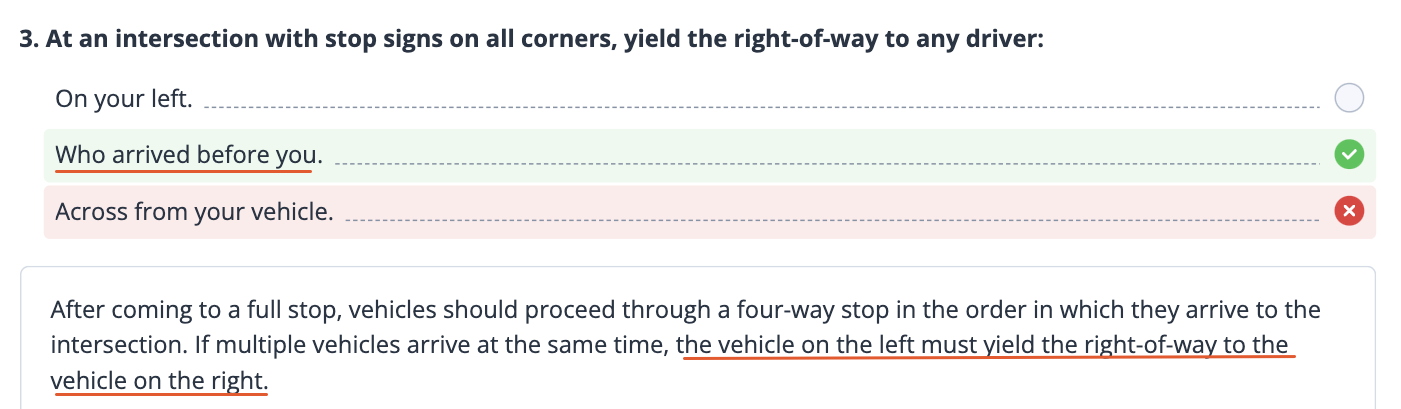 3. At an intersection with stop signs on all corners, yield the right-of-way to any driver:
On your left.
Who arrived before you.
Across from your vehicle.
After coming to a full stop, vehicles should proceed through a four-way stop in the order in which they arrive to the
intersection. If multiple vehicles arrive at the same time, the vehicle on the left must yield the right-of-way to the
vehicle on the right.